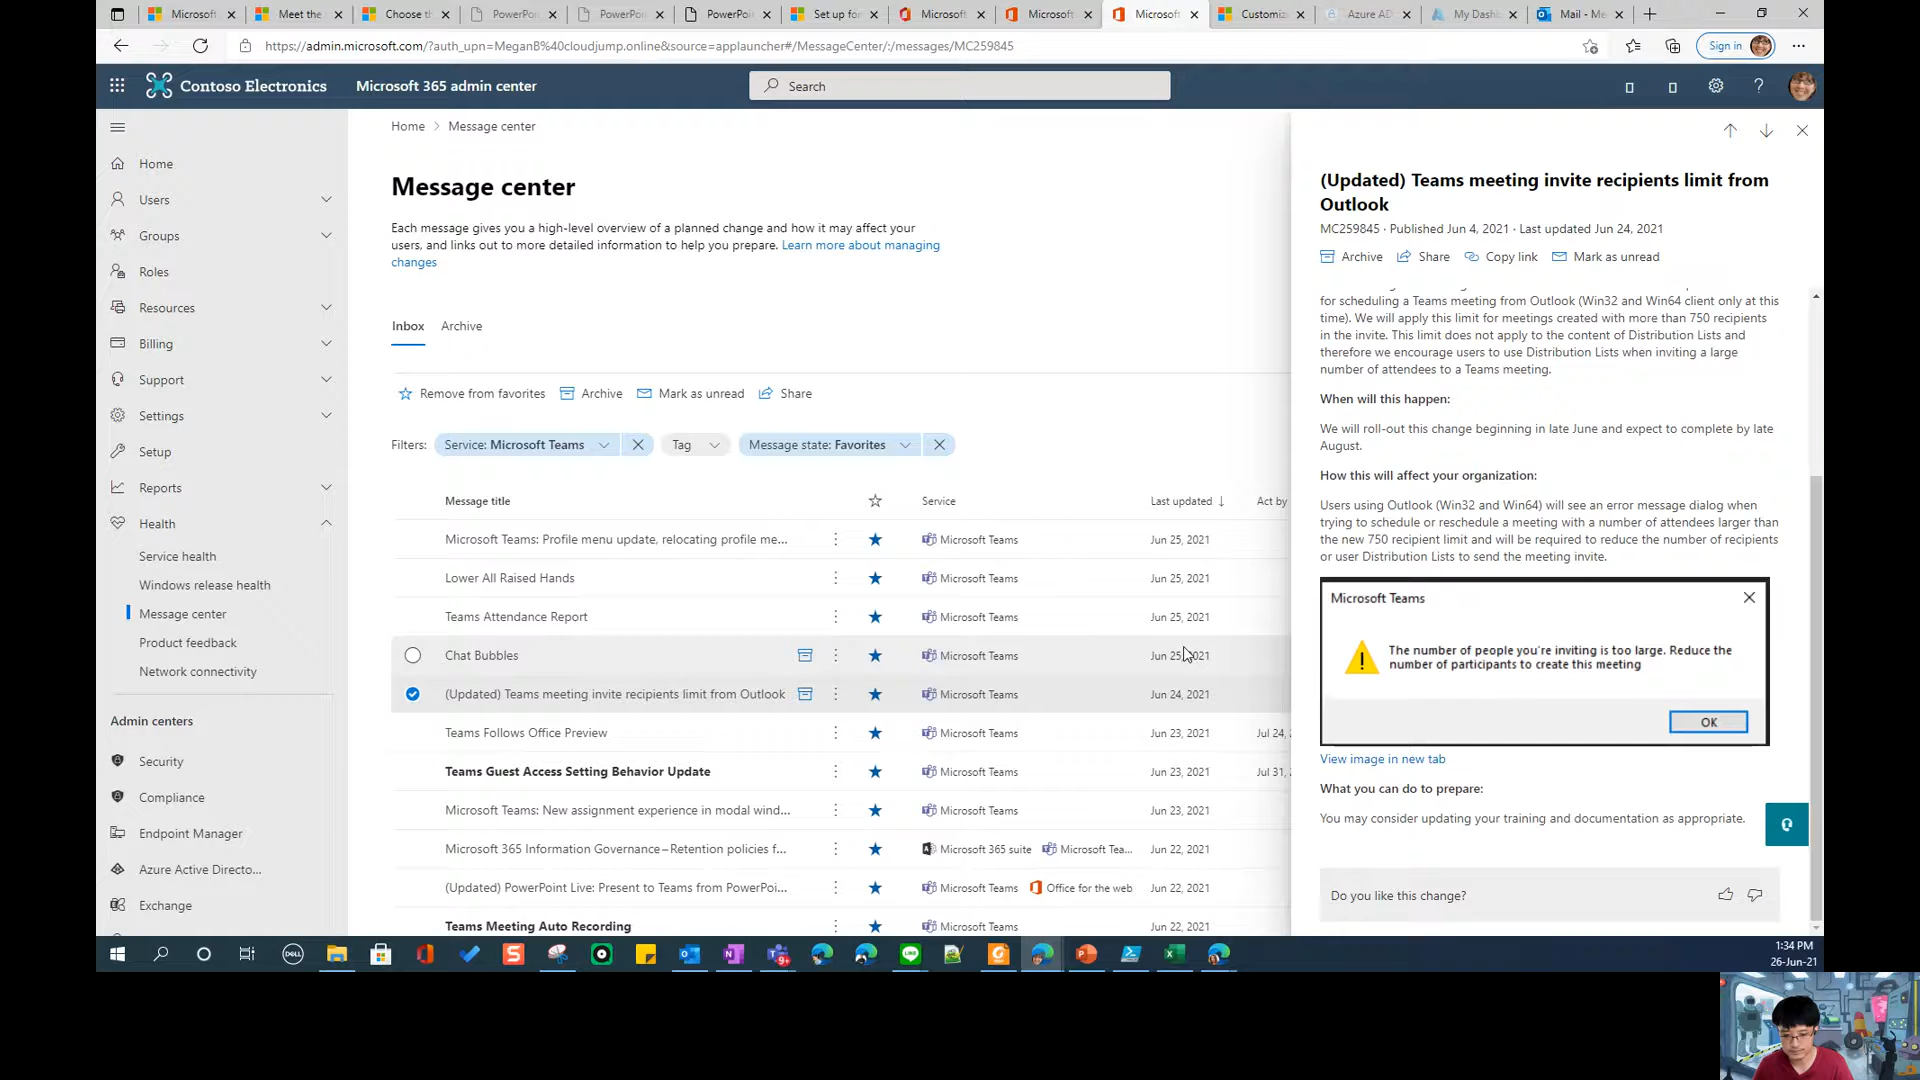 Microsoft
Meet the
Choose th
PowerPoi
PowerPoi
PowerPoi
Set up for
Microsoft
Microsoft
Microsoft
Customiz
Azure AD
My Dashb
Mail - Me
https://admin.microsoft.com/?auth_upn=MeganB%40cloudjump.online&source=applauncher#/MessageCenter/:/messages/MC259845
Sign in
Contoso Electronics
Microsoft 365 admin center
Search
?
Home
Users
Groups
Roles
Resources
Billing
Support
Settings
Setup
Reports
Health
Service health
Windows release health
Message center
Product feedback
Network connectivity
Admin centers
Security
Compliance
Endpoint Manager
Azure Active Directo...
Exchange
Home > Message center
Message center
Each message gives you a high-level overview of a planned change and how it may affect your
users, and links out to more detailed information to help you prepare. Learn more about managing
changes
Inbox Archive
Remove from favorites Archive Mark as unread Share
Filters: Service: Microsoft Teams Tag Message state: Favorites
Message title Service Last updated ↓ Act by
Microsoft Teams: Profile menu update, relocating profile me... Microsoft Teams Jun 25, 2021
Lower All Raised Hands Microsoft Teams Jun 25, 2021
Teams Attendance Report Microsoft Teams Jun 25, 2021
Chat Bubbles Microsoft Teams Jun 25, 2021
(Updated) Teams meeting invite recipients limit from Outlook Microsoft Teams Jun 24, 2021
Teams Follows Office Preview Microsoft Teams Jun 23, 2021 Jul 24,
Teams Guest Access Setting Behavior Update Microsoft Teams Jun 23, 2021 Jul 31,
Microsoft Teams: New assignment experience in modal wind... Microsoft Teams Jun 23, 2021
Microsoft 365 Information Governance–Retention policies f... Microsoft 365 suite Microsoft Tea... Jun 22, 2021
(Updated) PowerPoint Live: Present to Teams from PowerPoi... Microsoft Teams Office for the web Jun 22, 2021
Teams Meeting Auto Recording Microsoft Teams Jun 22, 2021
(Updated) Teams meeting invite recipients limit from
Outlook
MC259845 · Published Jun 4, 2021 · Last updated Jun 24, 2021
Archive Share Copy link Mark as unread
for scheduling a Teams meeting from Outlook (Win32 and Win64 client only at this
time). We will apply this limit for meetings created with more than 750 recipients
in the invite. This limit does not apply to the content of Distribution Lists and
therefore we encourage users to use Distribution Lists when inviting a large
number of attendees to a Teams meeting.
When will this happen:
We will roll-out this change beginning in late June and expect to complete by late
August.
How this will affect your organization:
Users using Outlook (Win32 and Win64) will see an error message dialog when
trying to schedule or reschedule a meeting with a number of attendees larger than
the new 750 recipient limit and will be required to reduce the number of recipients
or user Distribution Lists to send the meeting invite.
Microsoft Teams
The number of people you're inviting is too large. Reduce the
number of participants to create this meeting
OK
View image in new tab
What you can do to prepare:
You may consider updating your training and documentation as appropriate.
Do you like this change?
1:34 PM
26-Jun-21